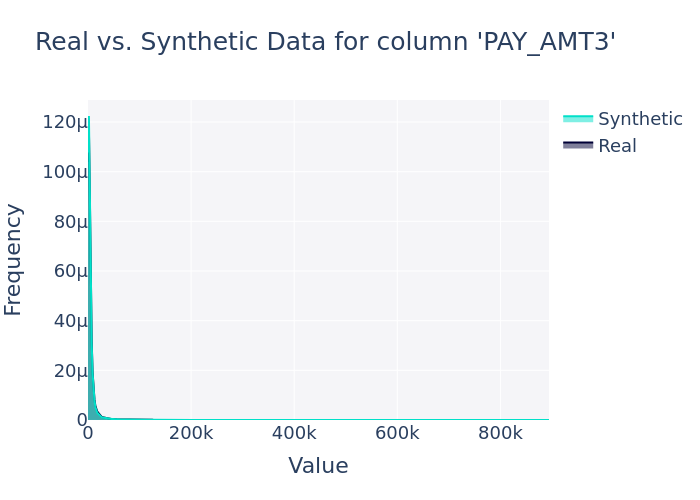 Real vs. Synthetic Data for column 'PAY_AMT3'
Synthetic
Real
Frequency
120μ
100μ
80μ
60μ
40μ
20μ
0
0
200k
400k
600k
800k
Value